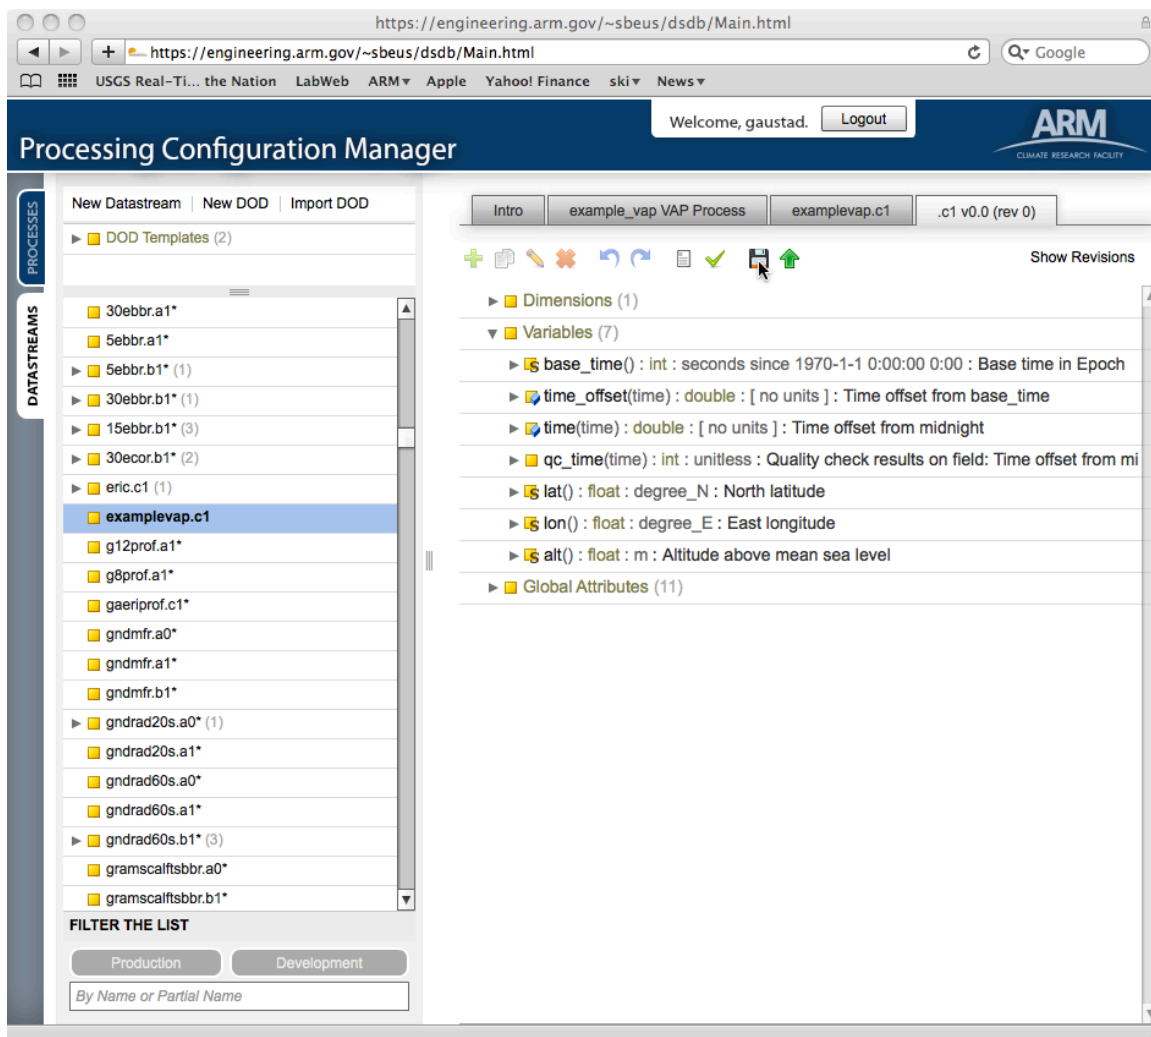 https://engineering.arm.gov/~sbeus/dsdb/Main.html
https://engineering.arm.gov/~sbeus/dsdb/Main.html
Google
USGS Real-Ti... the Nation LabWeb ARM Apple Yahoo! Finance ski News
Welcome, gaustad. Logout
Processing Configuration Manager
ARM
CLIMATE RESEARCH FACILITY
PROCESSES
DATASTREAMS
New Datastream New DOD Import DOD
DOD Templates (2)
30ebbr.a1*
5ebbr.a1*
5ebbr.b1* (1)
30ebbr.b1* (1)
15ebbr.b1* (3)
30ecor.b1* (2)
eric.c1 (1)
examplevap.c1
g12prof.a1*
g8prof.a1*
gaeriprof.c1*
gndmfr.a0*
gndmfr.a1*
gndmfr.b1*
gndrad20s.a0* (1)
gndrad20s.a1*
gndrad60s.a0*
gndrad60s.a1*
gndrad60s.b1* (3)
gramscalftsbbr.a0*
gramscalftsbbr.b1*
FILTER THE LIST
Production Development
By Name or Partial Name
Intro example_vap VAP Process examplevap.c1 .c1 v0.0 (rev 0)
Show Revisions
Dimensions (1)
Variables (7)
S base_time() : int : seconds since 1970-1-1 0:00:00 0:00 : Base time in Epoch
time_offset(time) : double : [ no units ] : Time offset from base_time
time(time) : double : [ no units ] : Time offset from midnight
qc_time(time) : int : unitless : Quality check results on field: Time offset from mi
S lat() : float : degree_N : North latitude
S lon() : float : degree_E : East longitude
S alt() : float : m : Altitude above mean sea level
Global Attributes (11)